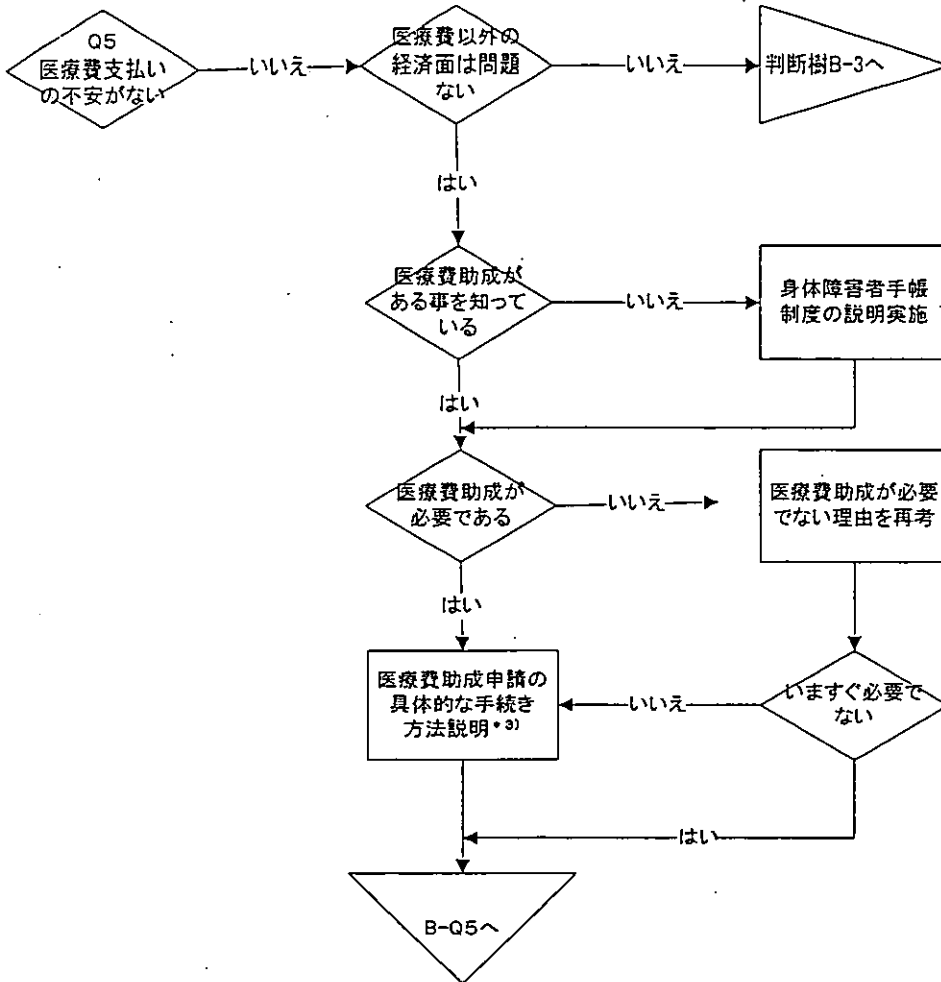 Q5
医療費支払い
の不安がない
いいえ
医療費以外の
経済面は問題
ない
いいえ
判断樹B-3へ
はい
医療費助成が
ある事を知って
いる
いいえ
身体障害者手帳
制度の説明実施
はい
医療費助成が
必要である
いいえ
医療費助成が必要
でない理由を再考
はい
医療費助成申請の
具体的な手続き
方法説明*3)
いいえ
いますぐ必要で
ない
はい
B-Q5へ